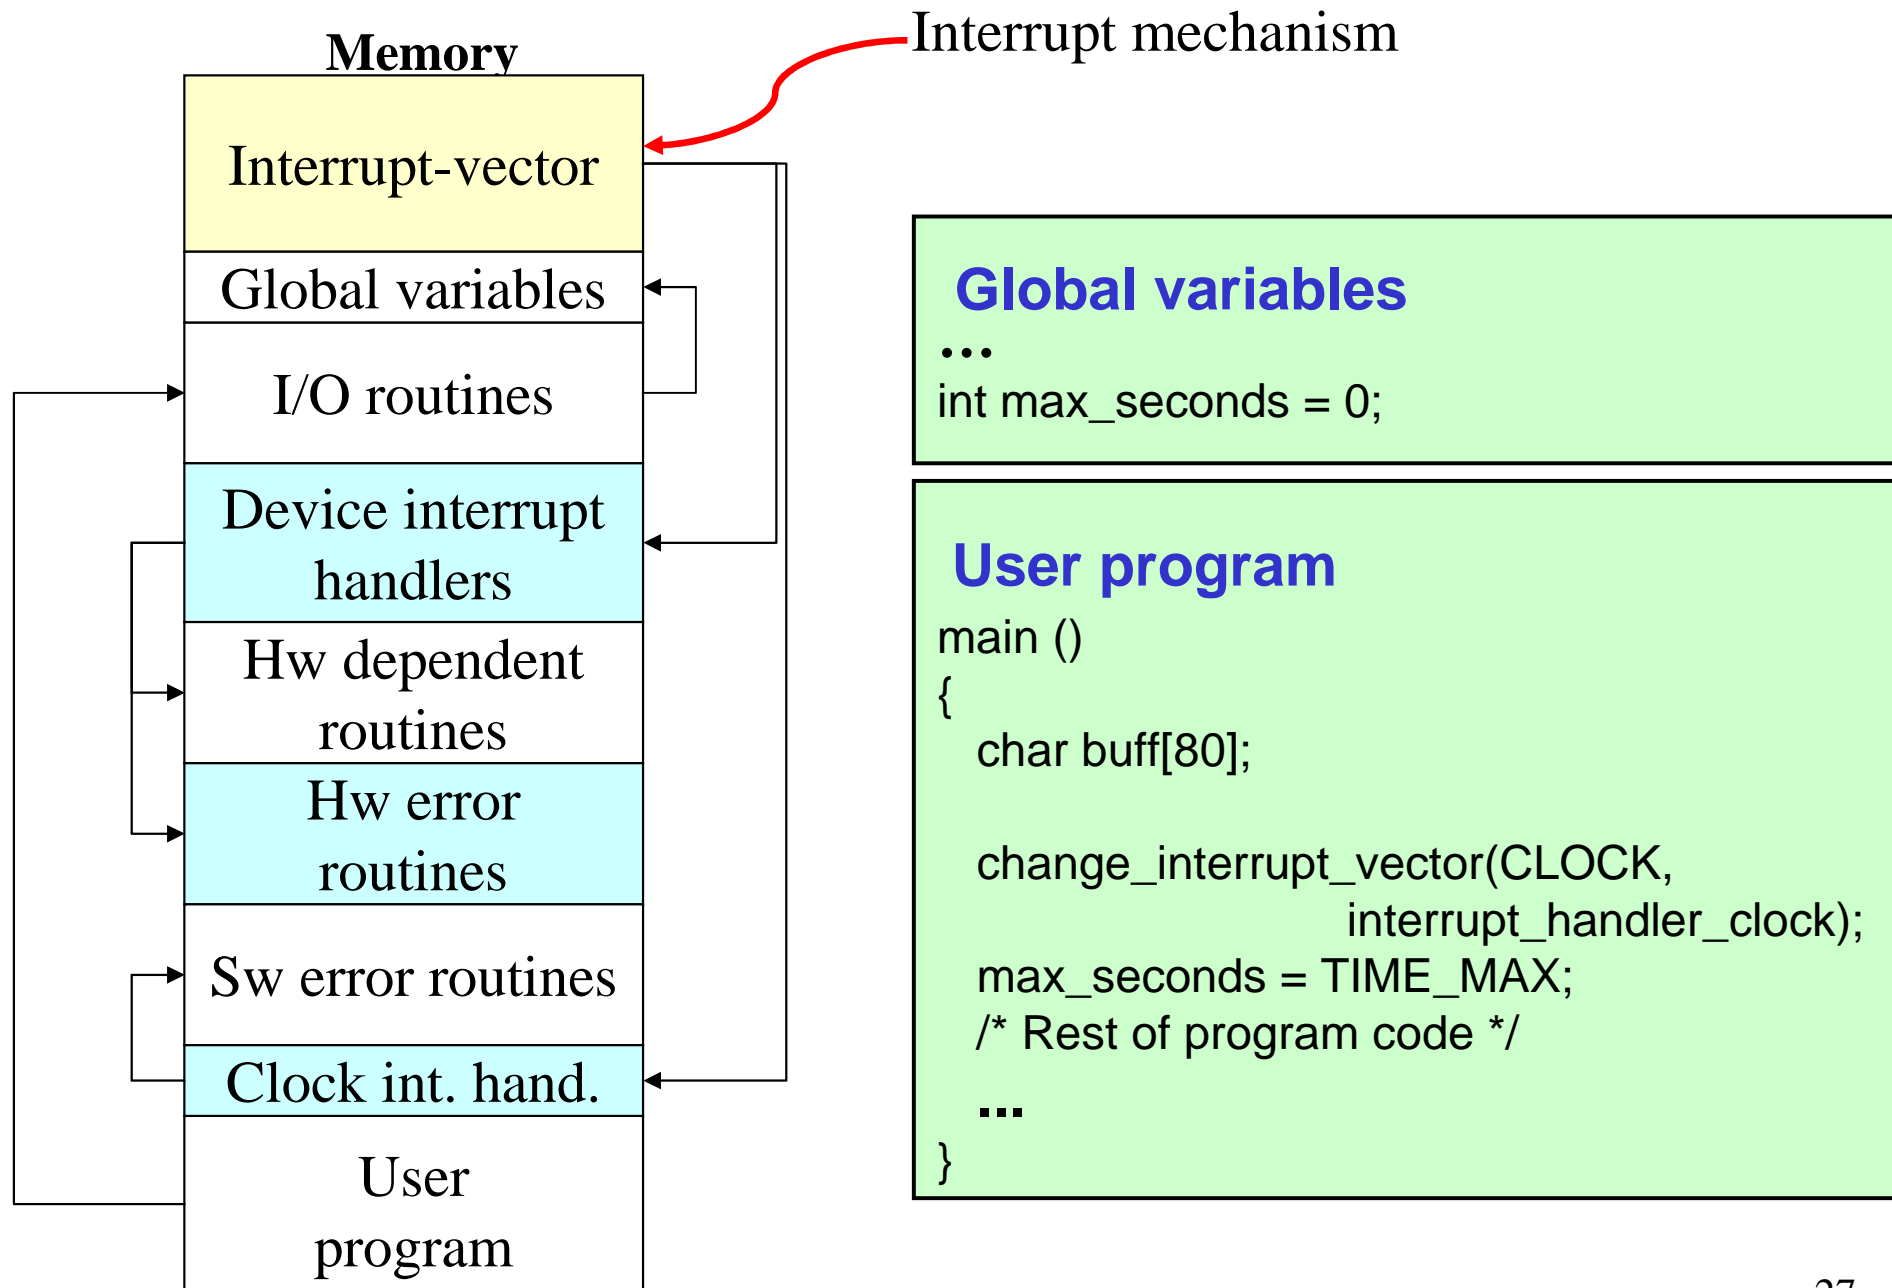 Memory
Interrupt mechanism
Interrupt-vector
Global variables
I/O routines
Device interrupt
handlers
Hw dependent
routines
Hw error
routines
Sw error routines
Clock int. hand.
User
program
Global variables
...
int max_seconds = 0;
User program
main ()
{
char buff[80];
change_interrupt_vector(CLOCK,
interrupt_handler_clock);
max_seconds = TIME_MAX;
/* Rest of program code */
...
}
27